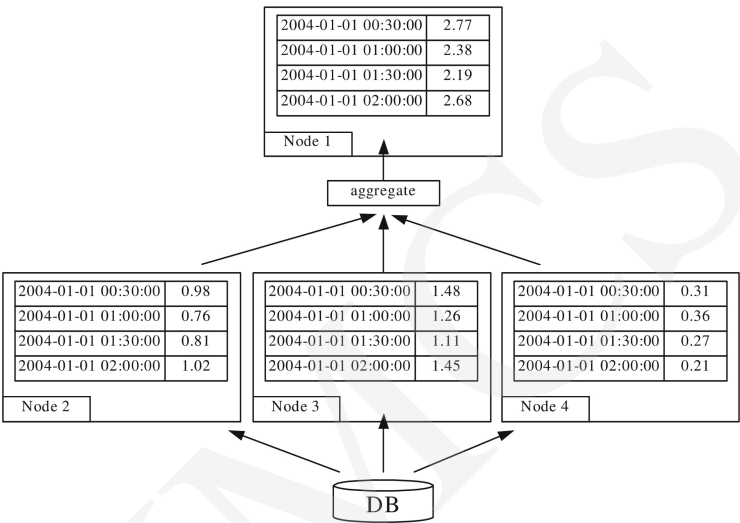 2004-01-01 00:30:00 2.77
2004-01-01 01:00:00 2.38
2004-01-01 01:30:00 2.19
2004-01-01 02:00:00 2.68
Node 1
aggregate
2004-01-01 00:30:00 0.98
2004-01-01 01:00:00 0.76
2004-01-01 01:30:00 0.81
2004-01-01 02:00:00 1.02
Node 2
2004-01-01 00:30:00 1.48
2004-01-01 01:00:00 1.26
2004-01-01 01:30:00 1.11
2004-01-01 02:00:00 1.45
Node 3
2004-01-01 00:30:00 0.31
2004-01-01 01:00:00 0.36
2004-01-01 01:30:00 0.27
2004-01-01 02:00:00 0.21
Node 4
DB